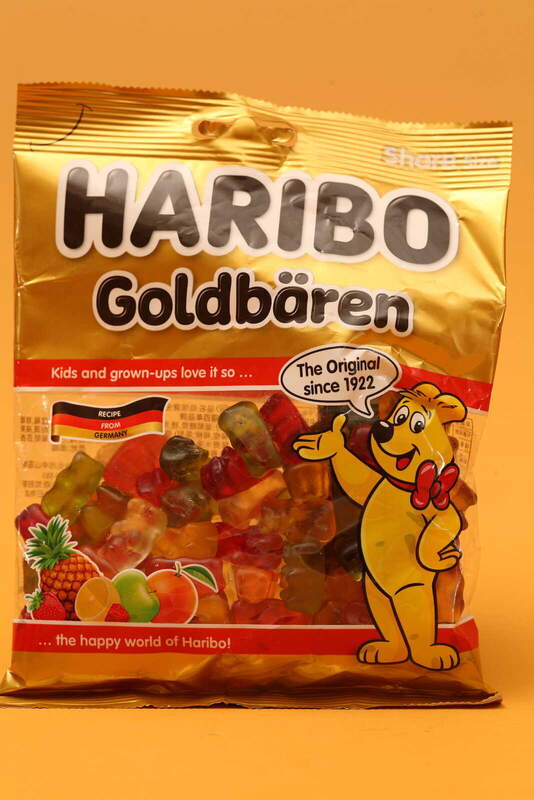 Share Size
HARIBO
Goldbären
Kids and grown-ups love it so ...
The Original
since 1922
RECIPE
FROM
GERMANY
... the happy world of Haribo!